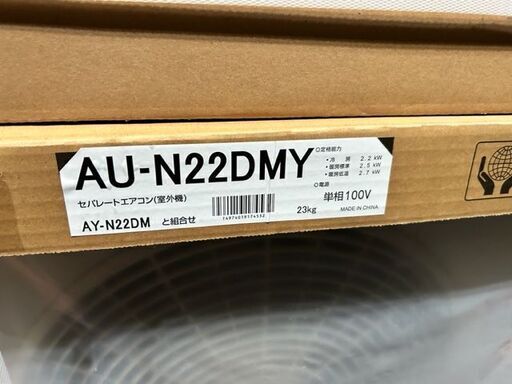 AU-N22DMY
セパレートエアコン(室外機)
AY-N22DM と組合せ
23kg
◎定格能力
・冷 房 2.2 kW
・暖房標準 2.5 kW
・暖房低温 2.7 kW
◎電源
単相100V
MADE IN CHINA